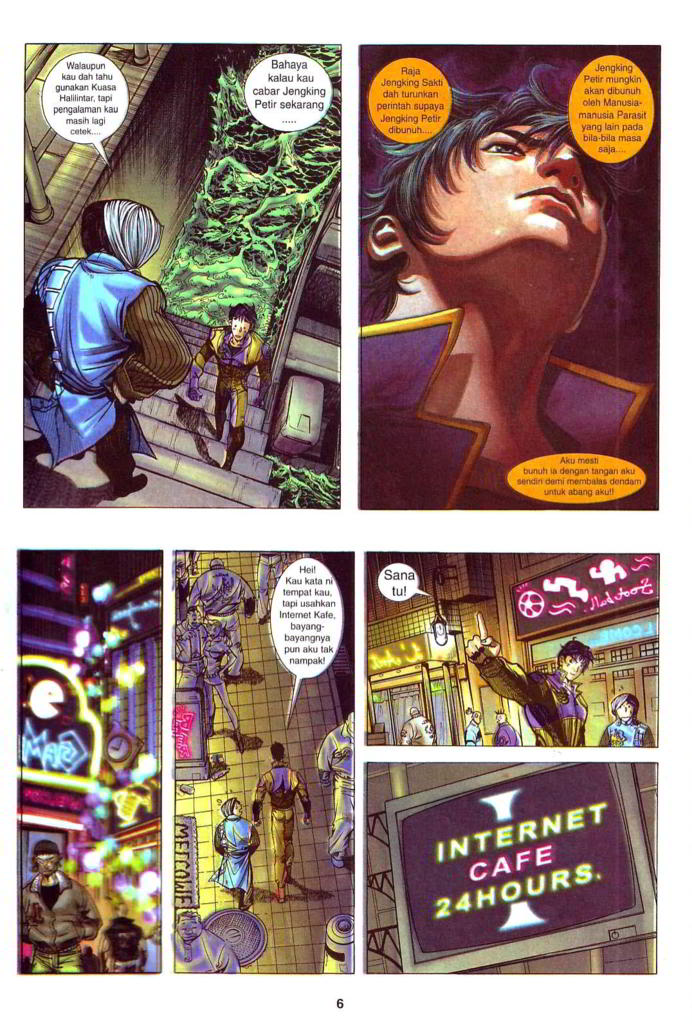 Walaupun
kau dah tahu
gunakan Kuasa
Halilintar, tapi
pengalaman kau
masih lagi
cetek....
Bahaya
kalau kau
cabar Jengking
Petir sekarang
.....
Raja
Jengking Sakti
dah turunkan
perintah supaya
Jengking Petir
dibunuh....
Jengking
Petir mungkin
akan dibunuh
oleh Manusia-
manusia Parasit
yang lain pada
bila-bila masa
saja....
Aku mesti
bunuh ia dengan tangan aku
sendiri demi membalas dendam
untuk abang aku!!
Hei!
Kau kata ni
tempat kau,
tapi usahkan
Internet Kafe,
bayang-
bayangnya
pun aku tak
nampak!
WELCOME
Sana
tu!
INTERNET
CAFE
24HOURS.
6